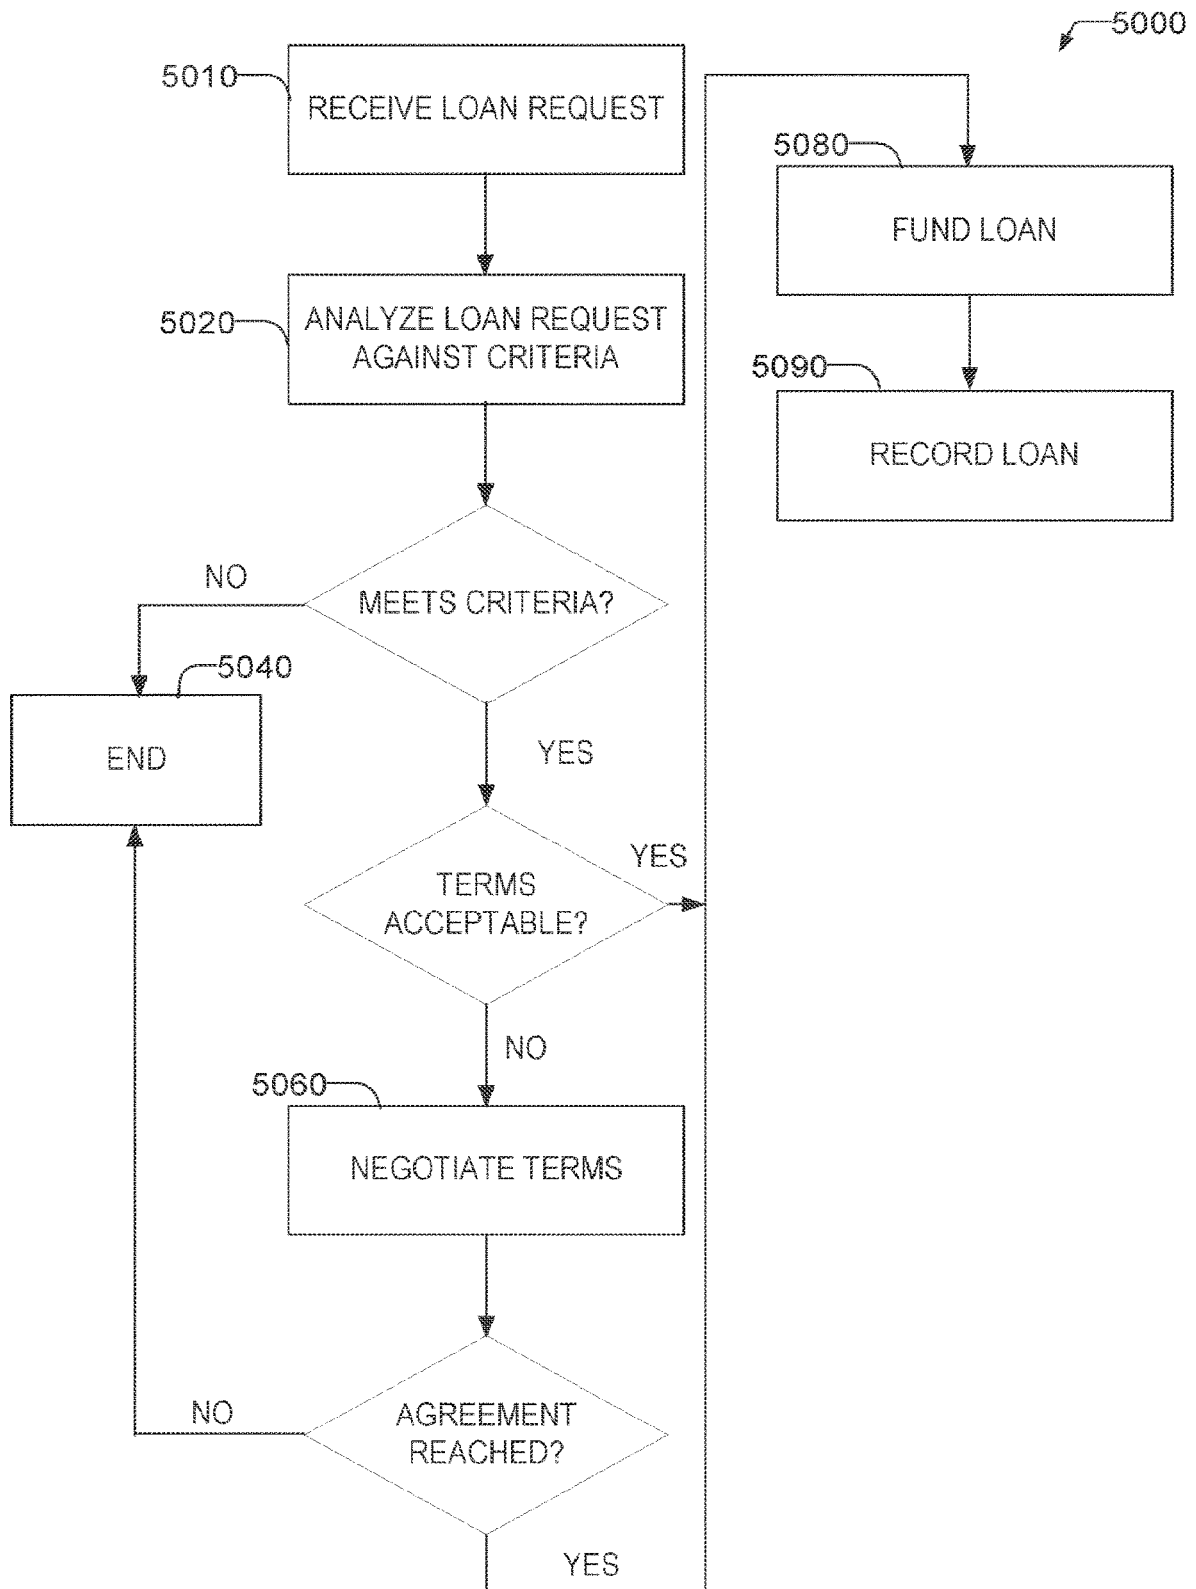 5000
5010
RECEIVE LOAN REQUEST
5020
ANALYZE LOAN REQUEST
AGAINST CRITERIA
MEETS CRITERIA?
NO
5040
END
YES
TERMS
ACCEPTABLE?
YES
NO
5060
NEGOTIATE TERMS
AGREEMENT
REACHED?
NO
YES
5080
FUND LOAN
5090
RECORD LOAN